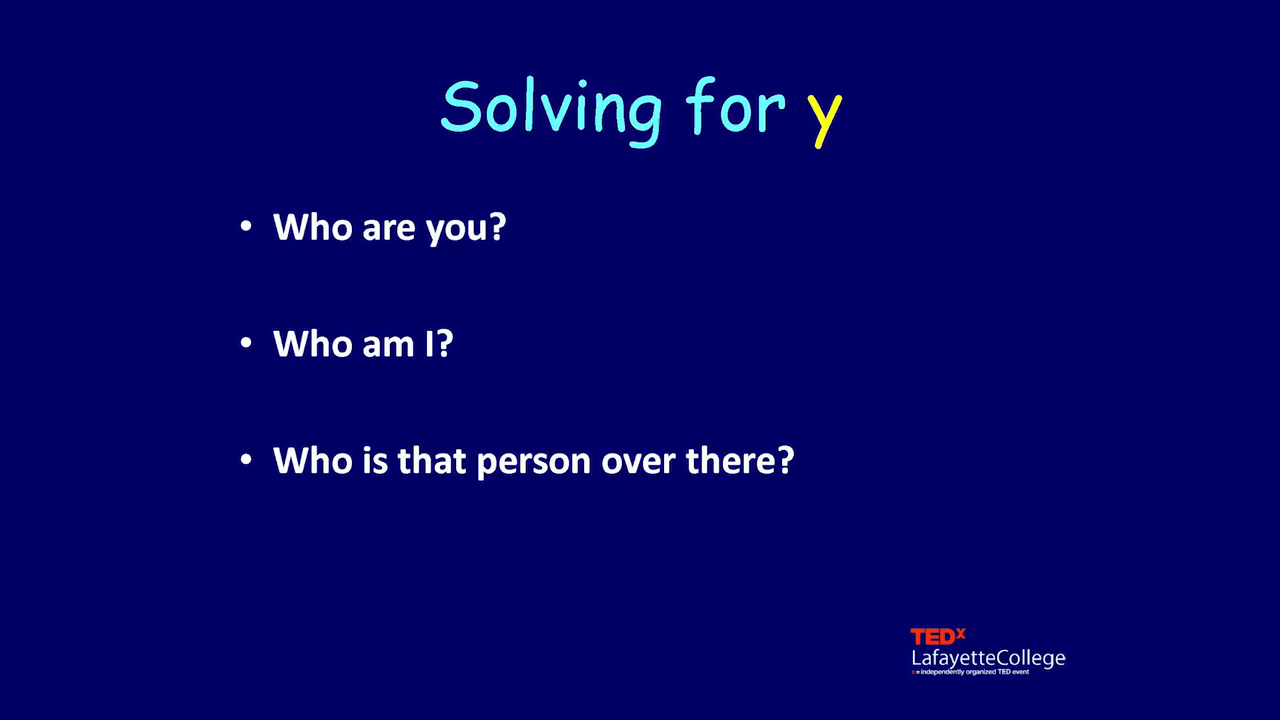 Solving for y
• Who are you?
• Who am I?
• Who is that person over there?
TEDx
LafayetteCollege
x = independently organized TED event